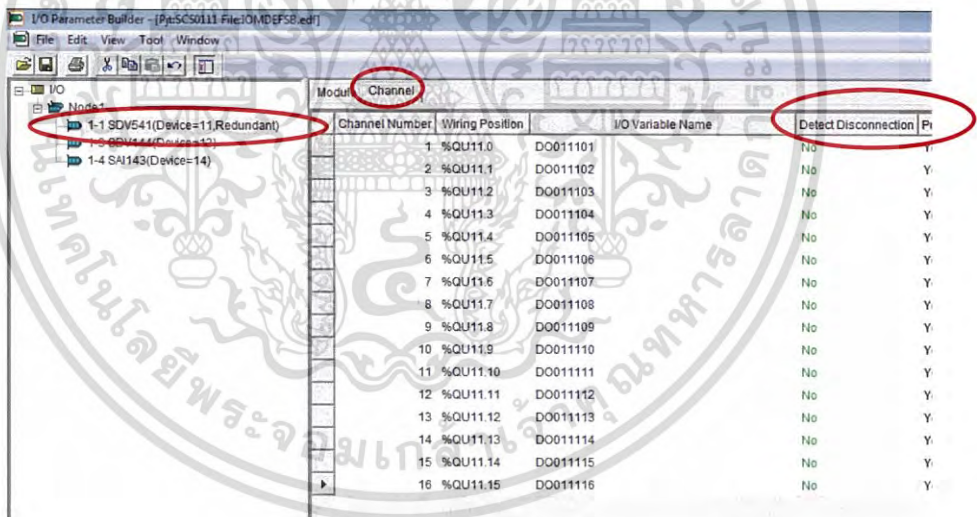 I/O Parameter Builder - [Pjt:SCS0111 File:IOMDEFSB.edf]
File Edit View Tool Window
I/O
Node1
1-1 SDV541(Device=11,Redundant)
1-4 SAI143(Device=14)
Channel
Channel Number Wiring Position I/O Variable Name Detect Disconnection
1 %QU11.0 DO011101 No
2 %QU11.1 DO011102 No
3 %QU11.2 DO011103 No
4 %QU11.3 DO011104 No
5 %QU11.4 DO011105 No
6 %QU11.5 DO011106 No
7 %QU11.6 DO011107 No
8 %QU11.7 DO011108 No
9 %QU11.8 DO011109 No
10 %QU11.9 DO011110 No
11 %QU11.10 DO011111 No
12 %QU11.11 DO011112 No
13 %QU11.12 DO011113 No
14 %QU11.13 DO011114 No
15 %QU11.14 DO011115 No
16 %QU11.15 DO011116 No